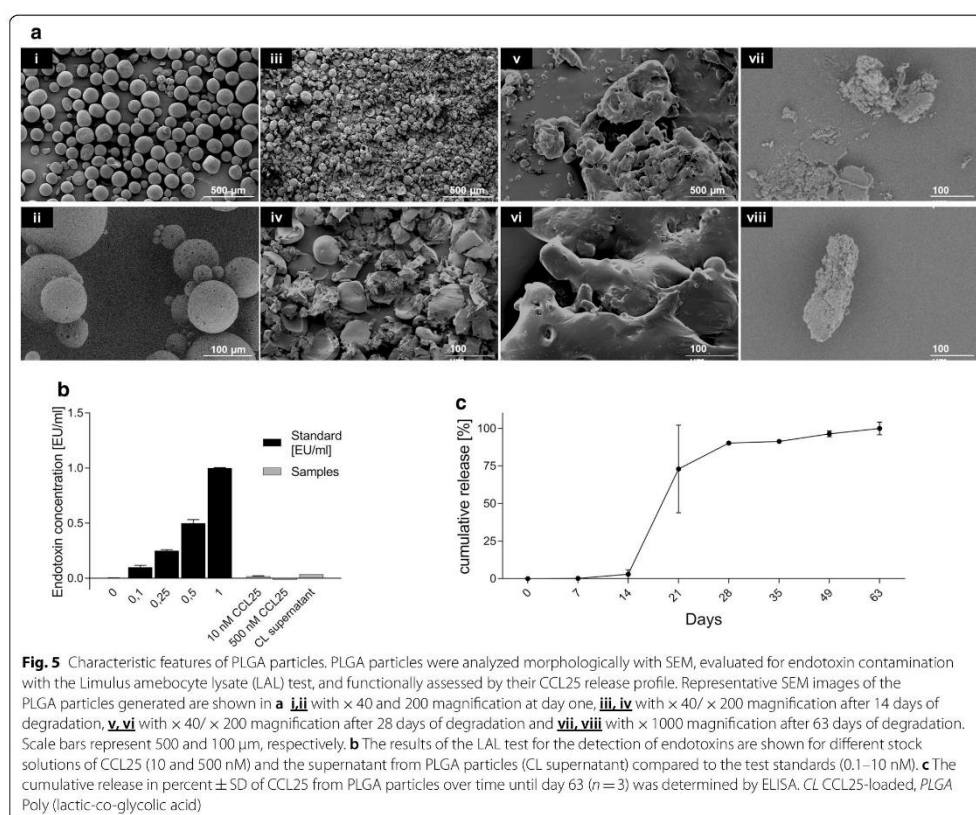 a
i
iii
v
vii
500 µm
500 µm
500 µm
100
ii
iv
vi
viii
100 µm
100
µm
100
µm
100
b
Endotoxin concentration [EU/ml]
1.5
1.0
0.5
0.0
Standard
[EU/ml]
Samples
0
0,1
0,25
0,5
1
10 nM CCL25
500 nM CCL25
CL supernatant
c
cumulative release [%]
100
75
50
25
0
0
7
14
21
28
35
49
63
Days
Fig. 5 Characteristic features of PLGA particles. PLGA particles were analyzed morphologically with SEM, evaluated for endotoxin contamination
with the Limulus amebocyte lysate (LAL) test, and functionally assessed by their CCL25 release profile. Representative SEM images of the
PLGA particles generated are shown in a i,ii with × 40 and 200 magnification at day one, iii, iv with × 40/ × 200 magnification after 14 days of
degradation, v, vi with × 40/ × 200 magnification after 28 days of degradation and vii, viii with × 1000 magnification after 63 days of degradation.
Scale bars represent 500 and 100 µm, respectively. b The results of the LAL test for the detection of endotoxins are shown for different stock
solutions of CCL25 (10 and 500 nM) and the supernatant from PLGA particles (CL supernatant) compared to the test standards (0.1–10 nM). c The
cumulative release in percent ± SD of CCL25 from PLGA particles over time until day 63 (n = 3) was determined by ELISA. CL CCL25-loaded, PLGA
Poly (lactic-co-glycolic acid)